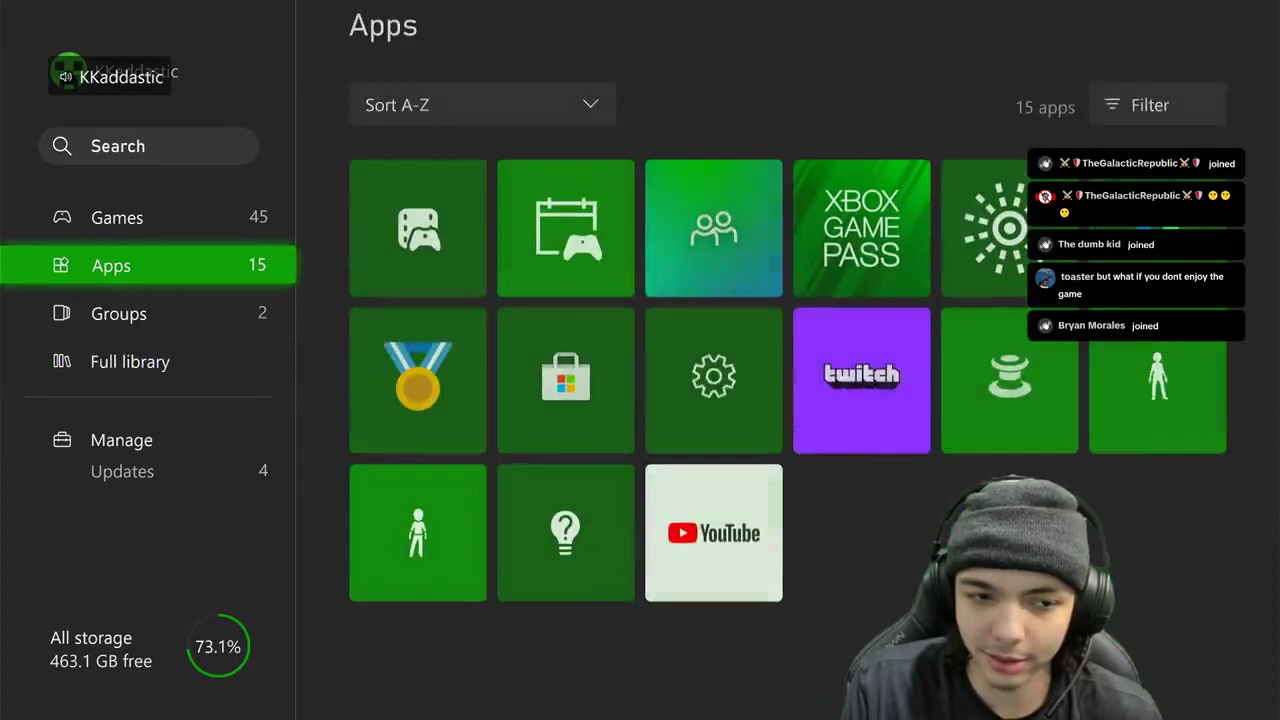 Apps
KKaddastic
KKaddastic
Sort A-Z
15 apps
Filter
Search
Games 45
Apps 15
Groups 2
Full library
Manage
Updates 4
All storage
463.1 GB free
73.1%
XBOX
GAME
PASS
twitch
YouTube
TheGalacticRepublic joined
TheGalacticRepublic
The dumb kid joined
toaster but what if you dont enjoy the
game
Bryan Morales joined